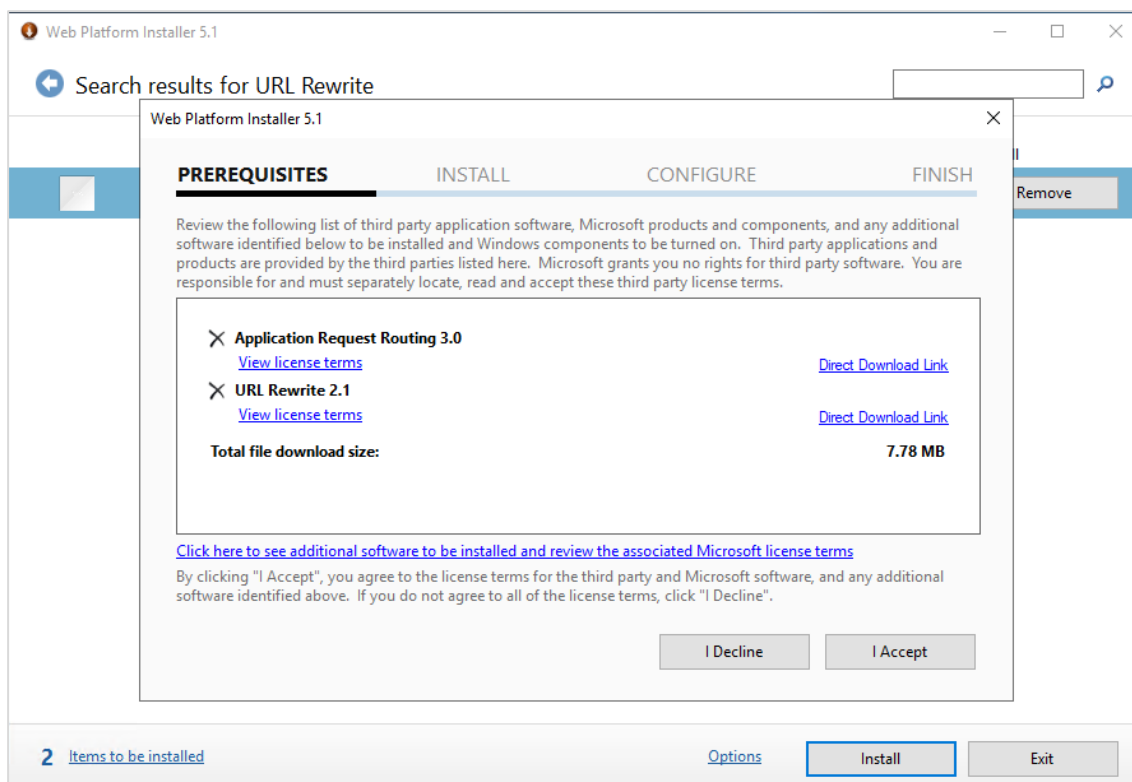 Web Platform Installer 5.1
Search results for URL Rewrite
Web Platform Installer 5.1
PREREQUISITES INSTALL CONFIGURE FINISH
Remove
Review the following list of third party application software, Microsoft products and components, and any additional
software identified below to be installed and Windows components to be turned on. Third party applications and
products are provided by the third parties listed here. Microsoft grants you no rights for third party software. You are
responsible for and must separately locate, read and accept these third party license terms.
Application Request Routing 3.0
View license terms Direct Download Link
URL Rewrite 2.1
View license terms Direct Download Link
Total file download size: 7.78 MB
Click here to see additional software to be installed and review the associated Microsoft license terms
By clicking "I Accept", you agree to the license terms for the third party and Microsoft software, and any additional
software identified above. If you do not agree to all of the license terms, click "I Decline".
I Decline I Accept
2 Items to be installed Options Install Exit